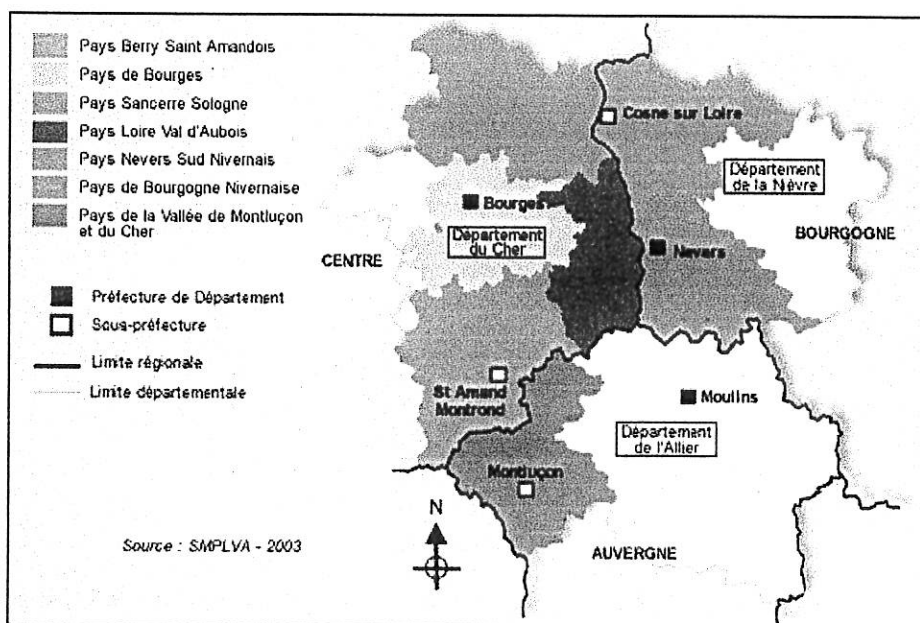 Pays Berry Saint Amandois
Pays de Bourges
Pays Sancerre Sologne
Pays Loire Val d'Aubois
Pays Nevers Sud Nivernais
Pays de Bourgogne Nivernaise
Pays de la Vallée de Montluçon
et du Cher
Préfecture de Département
Sous-préfecture
Limite régionale
Limite départementale
Source : SMPLVA - 2003
N
Cosne sur Loire
Département
de la Nièvre
Bourges
BOURGOGNE
Département
du Cher
Nevers
CENTRE
St Amand
Montrond
Moulins
Département
de l'Allier
Montluçon
AUVERGNE